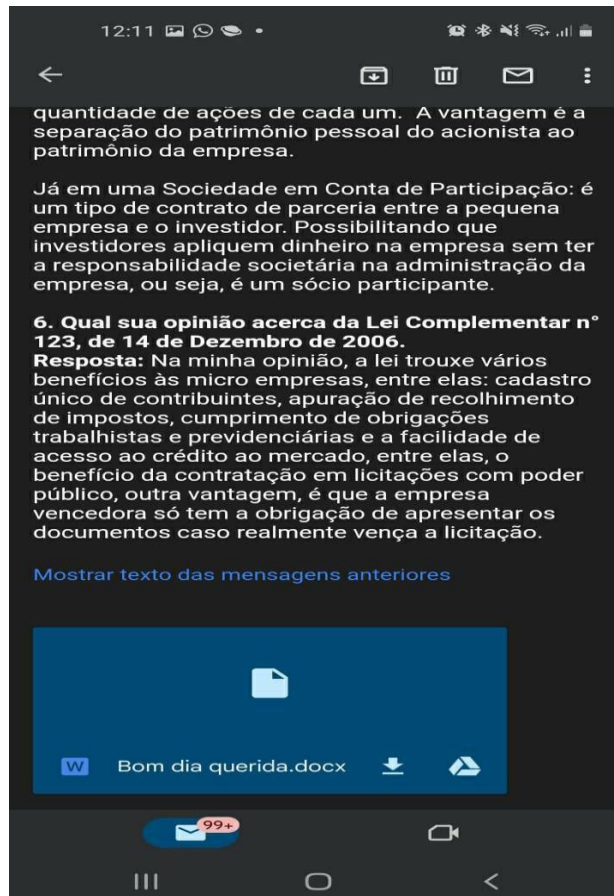 12:11
quantidade de ações de cada um. A vantagem é a
separação do patrimônio pessoal do acionista ao
patrimônio da empresa.
Já em uma Sociedade em Conta de Participação: é
um tipo de contrato de parceria entre a pequena
empresa e o investidor. Possibilitando que
investidores apliquem dinheiro na empresa sem ter
a responsabilidade societária na administração da
empresa, ou seja, é um sócio participante.
6. Qual sua opinião acerca da Lei Complementar n°
123, de 14 de Dezembro de 2006.
Resposta: Na minha opinião, a lei trouxe vários
benefícios às micro empresas, entre elas: cadastro
único de contribuintes, apuração de recolhimento
de impostos, cumprimento de obrigações
trabalhistas e previdenciárias e a facilidade de
acesso ao crédito ao mercado, entre elas, o
benefício da contratação em licitações com poder
público, outra vantagem, é que a empresa
vencedora só tem a obrigação de apresentar os
documentos caso realmente vença a licitação.
Mostrar texto das mensagens anteriores
W Bom dia querida.docx
99+